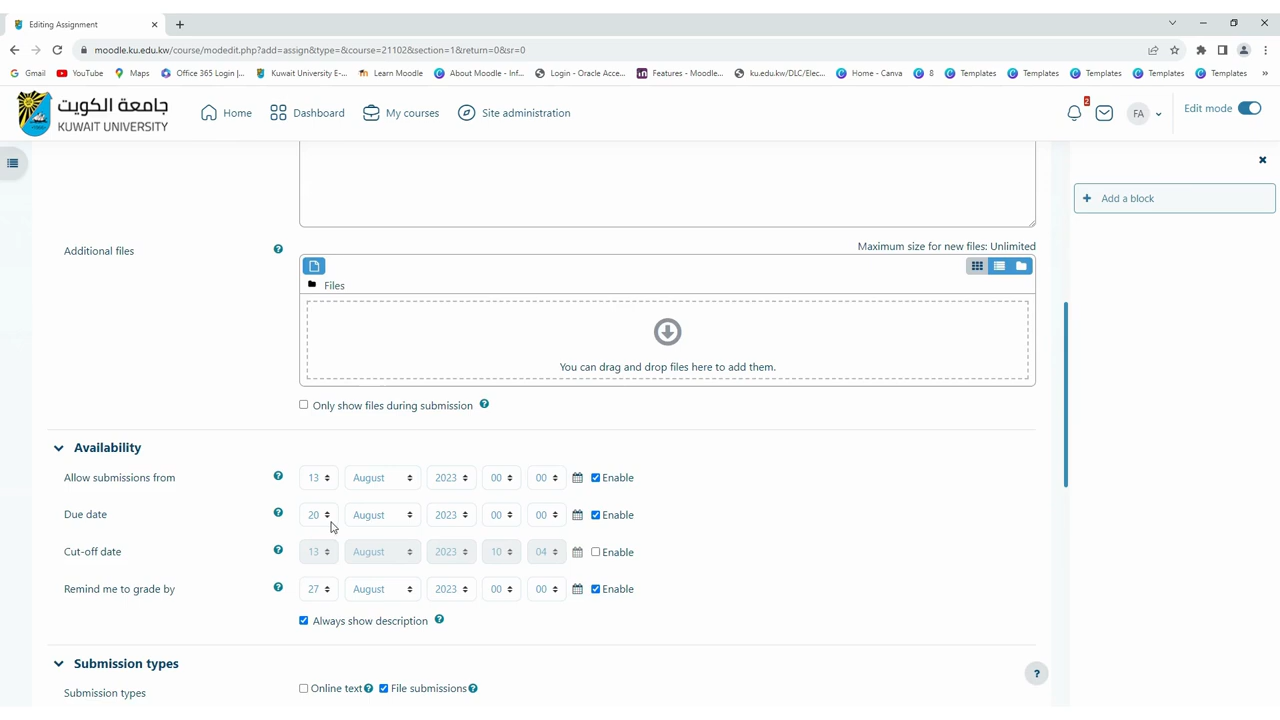 Editing Assignment
moodle.ku.edu.kw/course/modedit.php?add=assign&type=&course=21102&section=1&return=0&sr=0
Gmail YouTube Maps Office 365 Login |... Kuwait University E-... Learn Moodle About Moodle - Inf... Login - Oracle Acce... Features - Moodle... ku.edu.kw/DLC/Elec... Home - Canva 8 Templates Templates Templates Templates Templates »
جامعة الكويت
KUWAIT UNIVERSITY
Home Dashboard My courses Site administration 2 FA Edit mode
+ Add a block
Additional files ? Maximum size for new files: Unlimited
Files
You can drag and drop files here to add them.
Only show files during submission ?
Availability
Allow submissions from ? 13 August 2023 00 00 Enable
Due date ? 20 August 2023 00 00 Enable
Cut-off date ? 13 August 2023 10 04 Enable
Remind me to grade by ? 27 August 2023 00 00 Enable
Always show description ?
Submission types
?
Submission types Online text ? File submissions ?